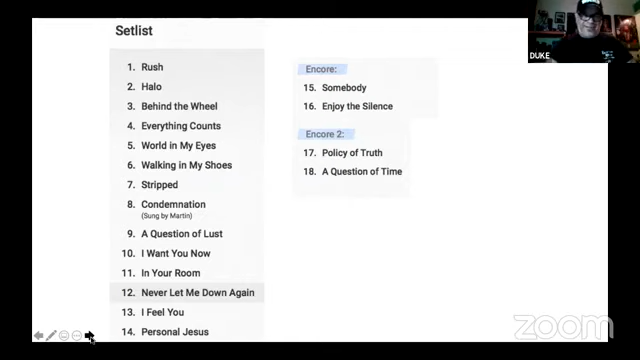 Setlist
1. Rush
2. Halo
3. Behind the Wheel
4. Everything Counts
5. World in My Eyes
6. Walking in My Shoes
7. Stripped
8. Condemnation
(Sung by Martin)
9. A Question of Lust
10. I Want You Now
11. In Your Room
12. Never Let Me Down Again
13. I Feel You
14. Personal Jesus
Encore:
15. Somebody
16. Enjoy the Silence
Encore 2:
17. Policy of Truth
18. A Question of Time
DUKE
zoom